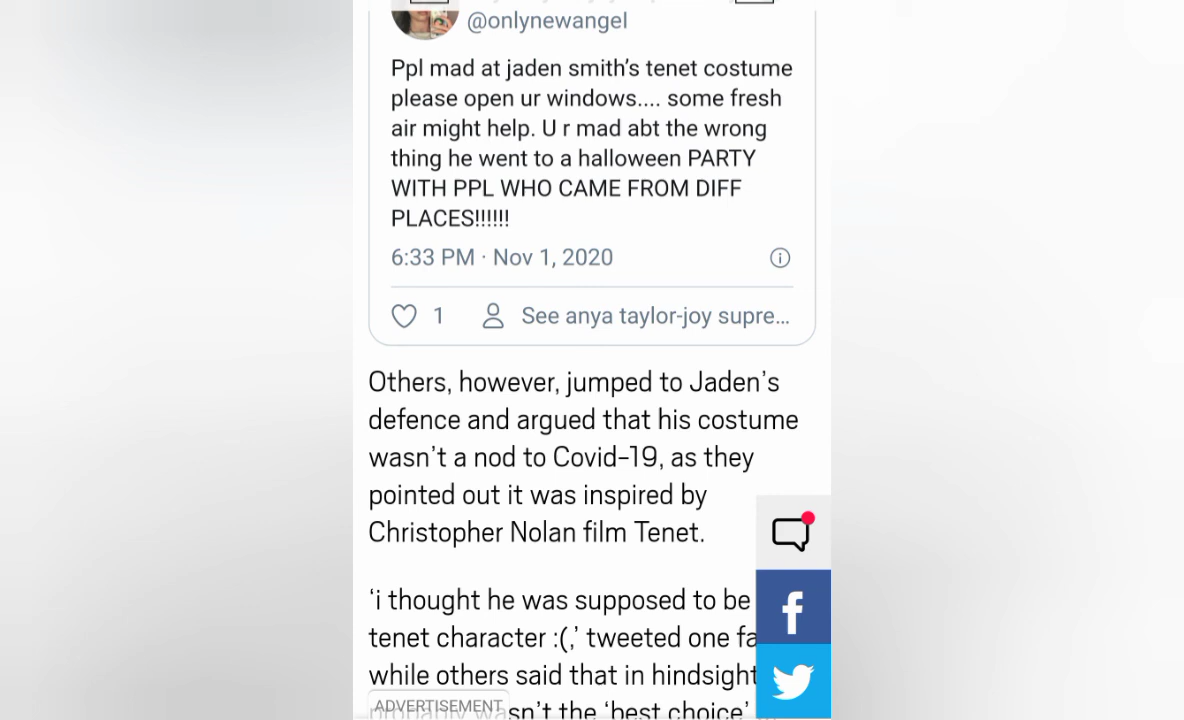 @onlynewangel
Ppl mad at jaden smith's tenet costume
please open ur windows.... some fresh
air might help. U r mad abt the wrong
thing he went to a halloween PARTY
WITH PPL WHO CAME FROM DIFF
PLACES!!!!!!
6:33 PM · Nov 1, 2020
1 See anya taylor-joy supre...
Others, however, jumped to Jaden's
defence and argued that his costume
wasn't a nod to Covid-19, as they
pointed out it was inspired by
Christopher Nolan film Tenet.
'i thought he was supposed to be
tenet character :(,' tweeted one fa
while others said that in hindsight
ADVERTISEMENT
sn't the 'best choice'